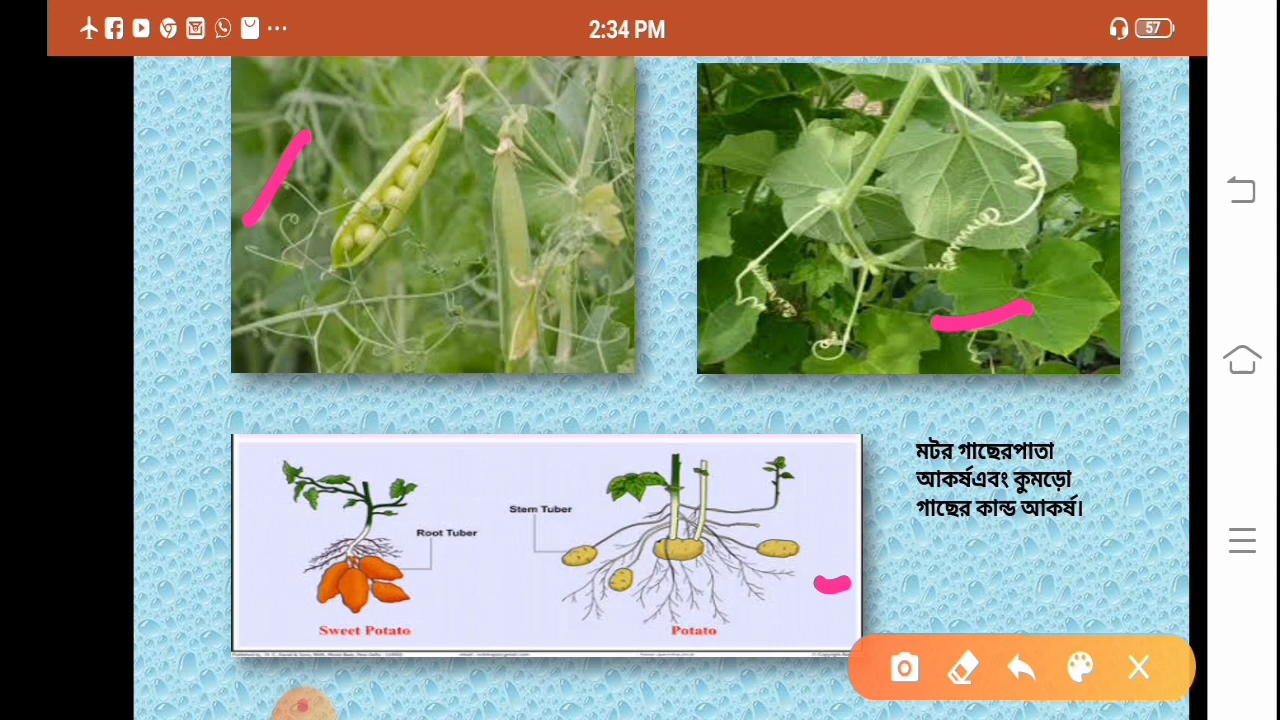 2:34 PM
57
Stem Tuber
Root Tuber
Sweet Potato
Potato
মটর গাছেরপাতা
আকর্ষএবং কুমড়ো
গাছের কান্ড আকর্ষ।